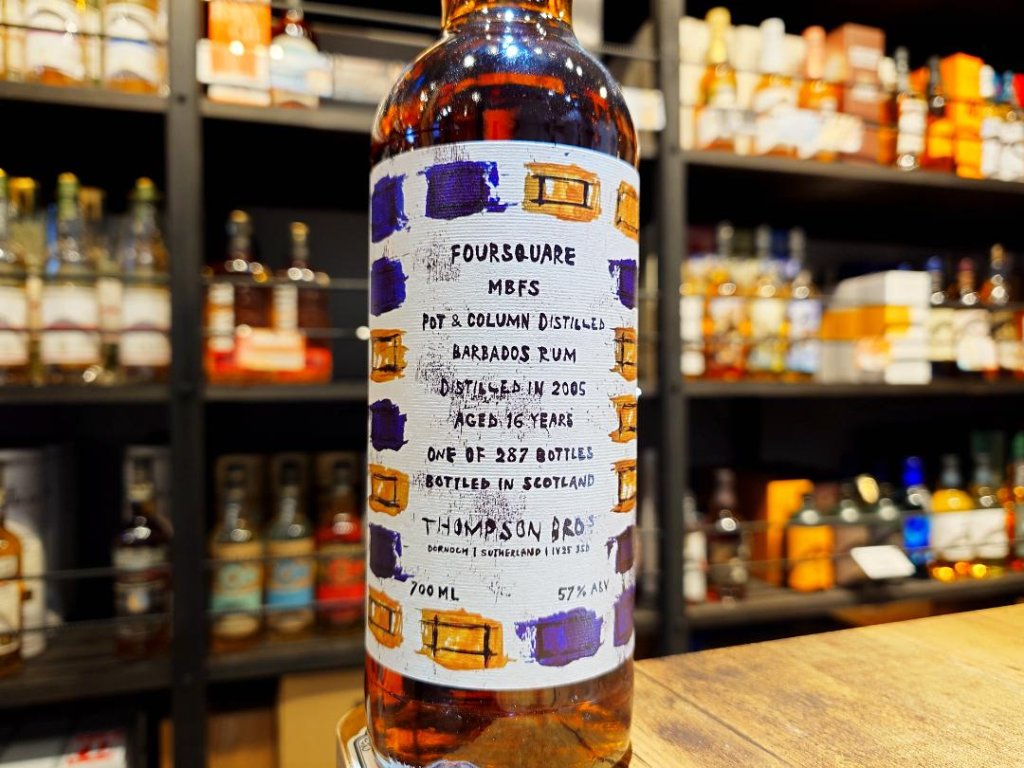 FOURSQUARE
MBFS
POT & COLUMN DISTILLED
BARBADOS RUM
DISTILLED IN 2005
AGED 16 YEARS
ONE OF 287 BOTTLES
BOTTLED IN SCOTLAND
THOMPSON BROS
DORNOCH | SUTHERLAND | IV25 3SD
700 ML
57% ABV